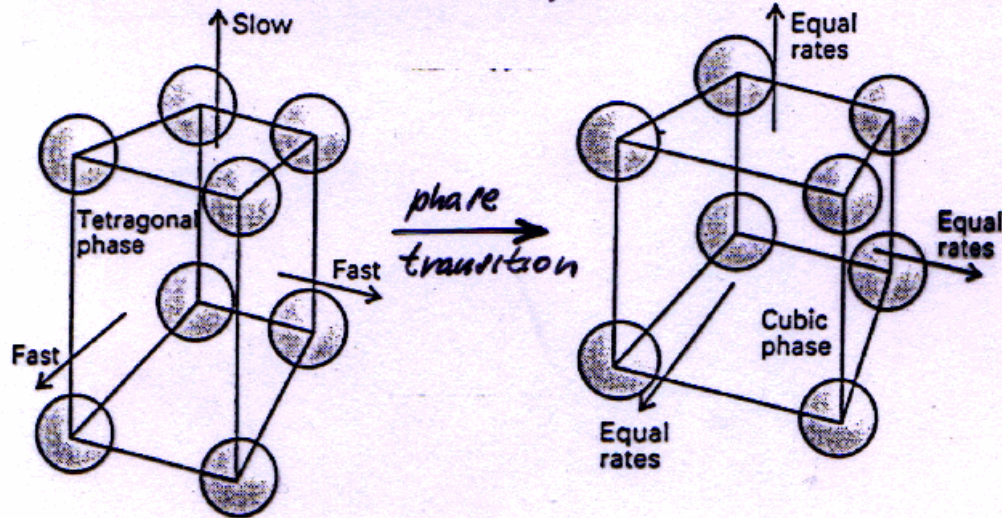 Slow
Equal
rates
Tetragonal
phase
Fast
Fast
phase
transition
Equal
rates
Cubic
phase
Equal
rates